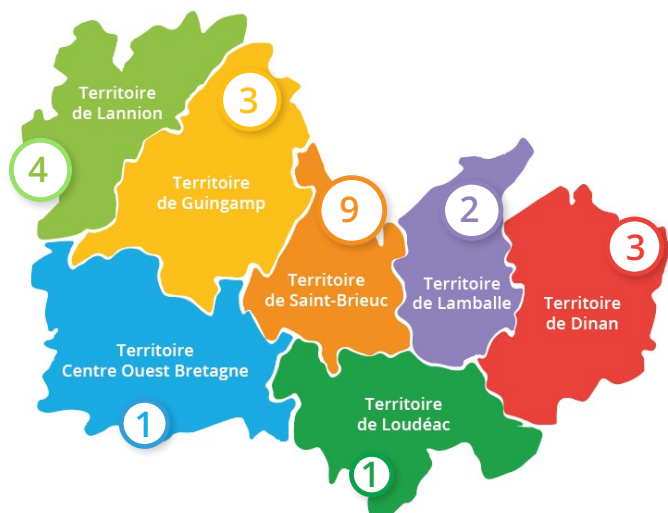 Territoire
de Lannion
4
3
Territoire
de Guingamp
9
Territoire
de Saint-Brieuc
2
Territoire
de Lamballe
3
Territoire
de Dinan
Territoire
Centre Ouest Bretagne
1
Territoire
de Loudéac
1